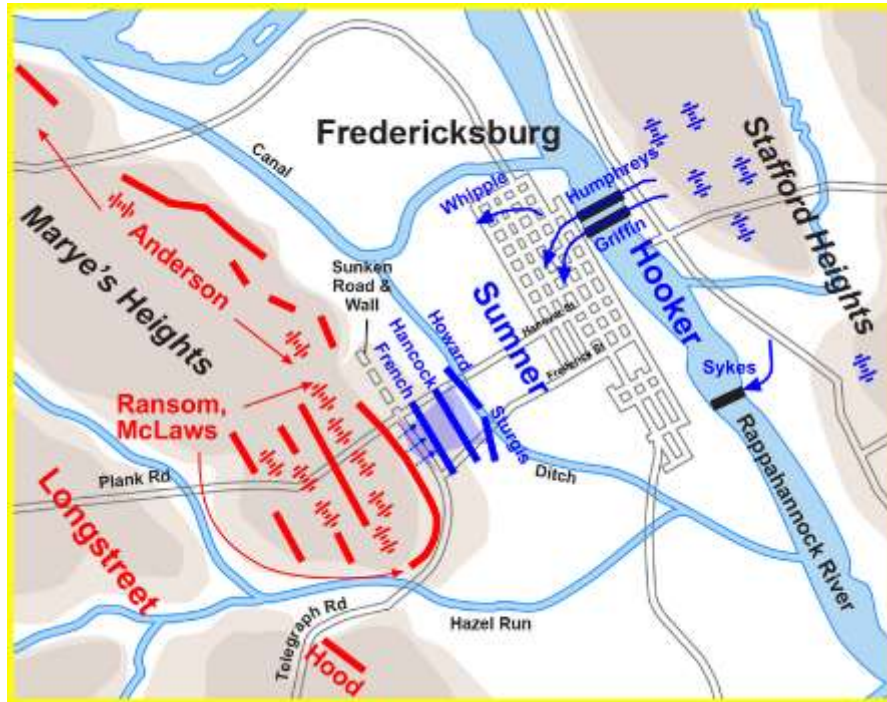 Fredericksburg
Canal
Whipple
Humphreys
Griffin
Stafford Heights
Marye's Heights
Anderson
Sunken
Road &
Wall
Howard
Hancock
French
Sumner
Hooker
Hanover St
Frederick St
Sykes
Ransom,
McLaws
Sturgis
Ditch
Plank Rd
Longstreet
Rappahannock River
Hazel Run
Telegraph Rd
Hood